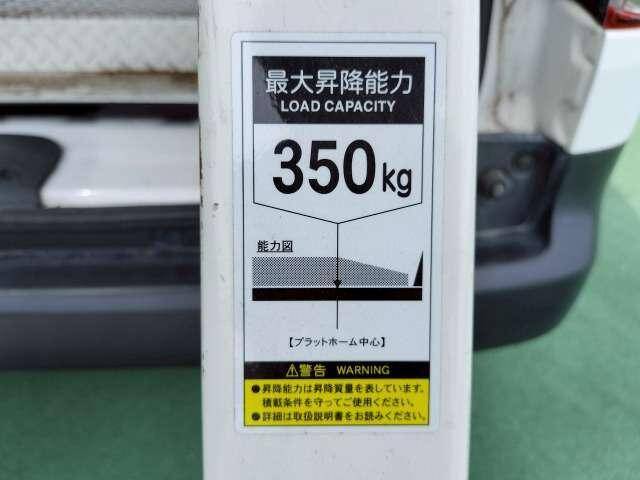 最大昇降能力
LOAD CAPACITY
350kg
能力図
【プラットホーム中心】
⚠警告 WARNING
●昇降能力は昇降質量を表しています。
積載条件を守ってご使用ください。
●詳細は取扱説明書をお読みください。